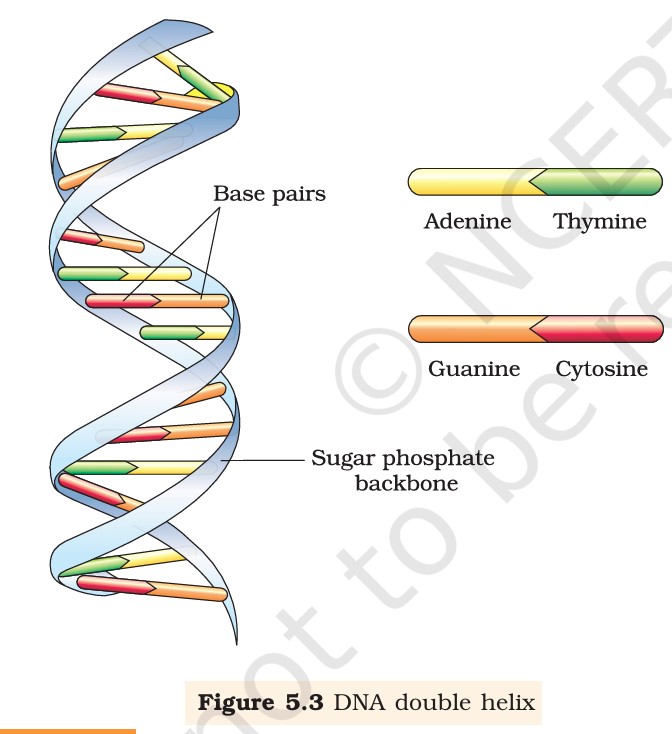 Base pairs
Adenine
Thymine
Guanine
Cytosine
Sugar phosphate
backbone
Figure 5.3 DNA double helix
© NCERT
not to be re